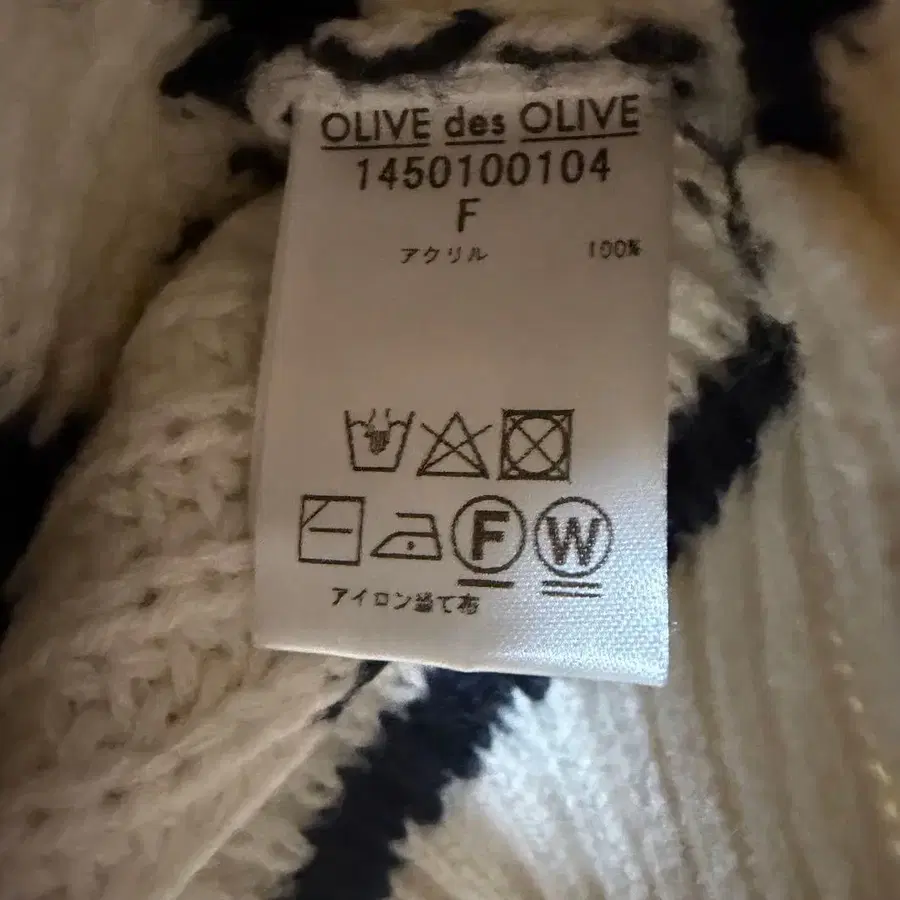 OLIVE des OLIVE
1450100104
F
アクリル 100%
F W
アイロン当て布